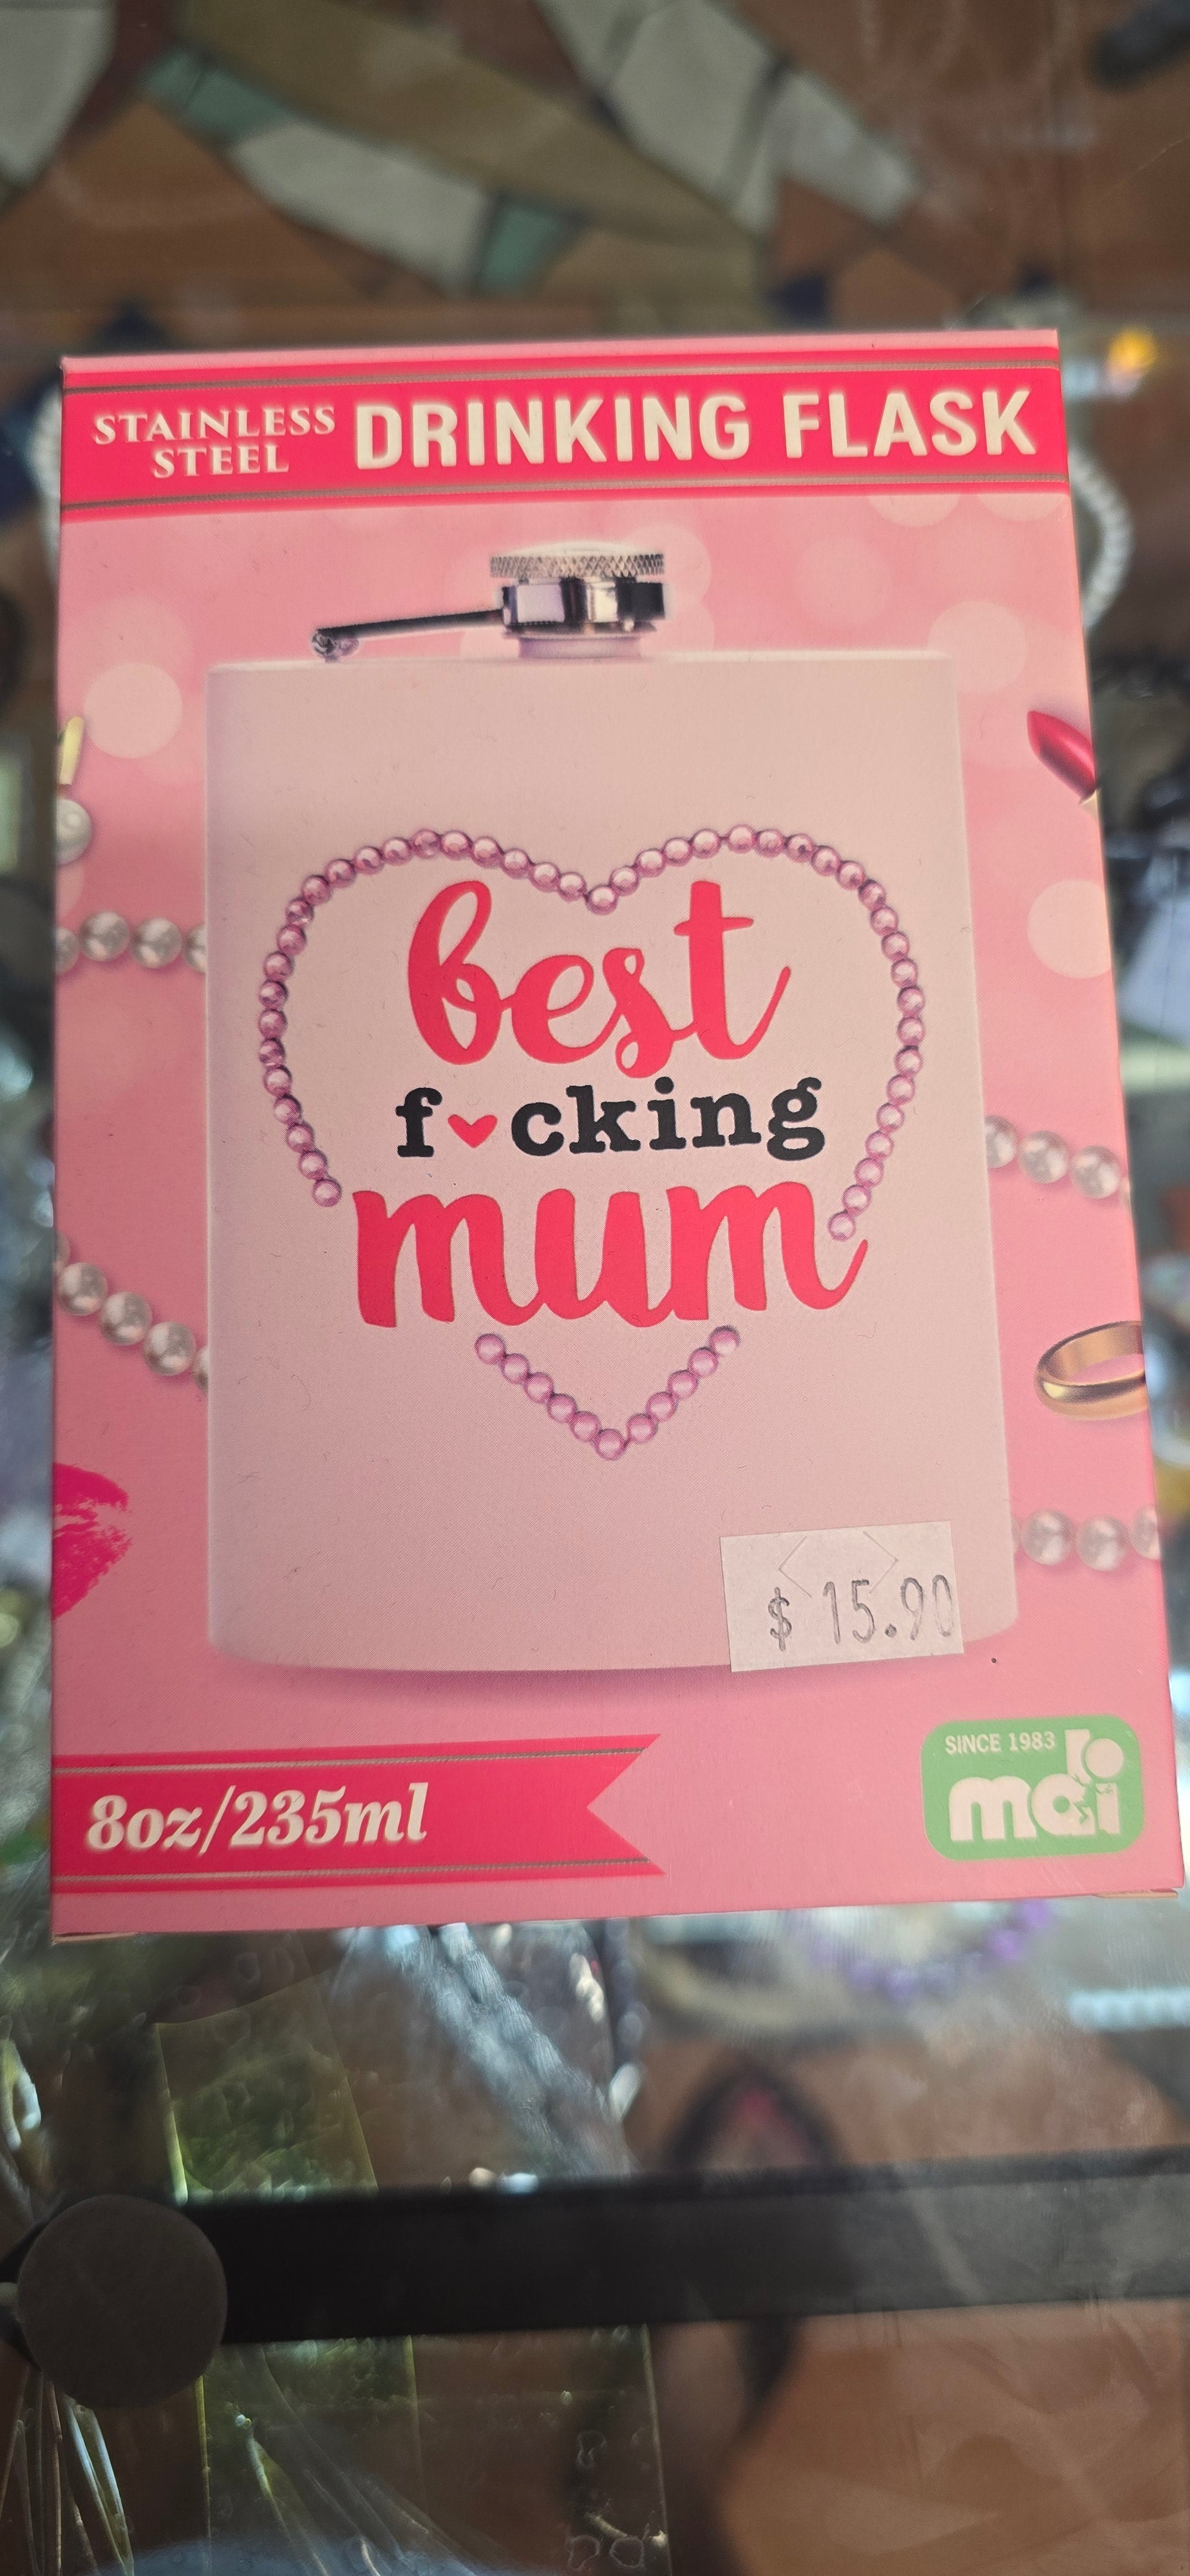 STAINLESS
STEEL
DRINKING FLASK
best
f♥cking
mum
$ 15.90
8oz/235ml
SINCE 1983
mdi